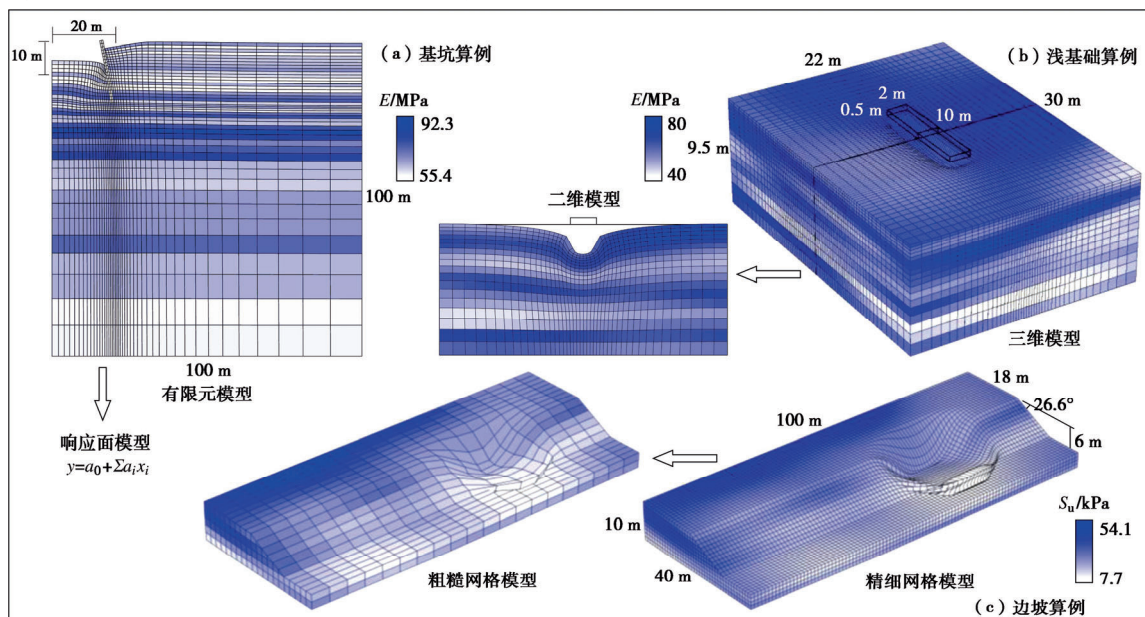 20 m
10 m
(a) 基坑算例
E/MPa
92.3
55.4
100 m
100 m
有限元模型
响应面模型
y=a₀+Σaᵢxᵢ
(b) 浅基础算例
22 m
30 m
2 m
0.5 m
10 m
9.5 m
E/MPa
80
40
二维模型
三维模型
18 m
26.6°
6 m
100 m
10 m
40 m
粗糙网格模型
精细网格模型
Sᵤ/kPa
54.1
7.7
(c) 边坡算例